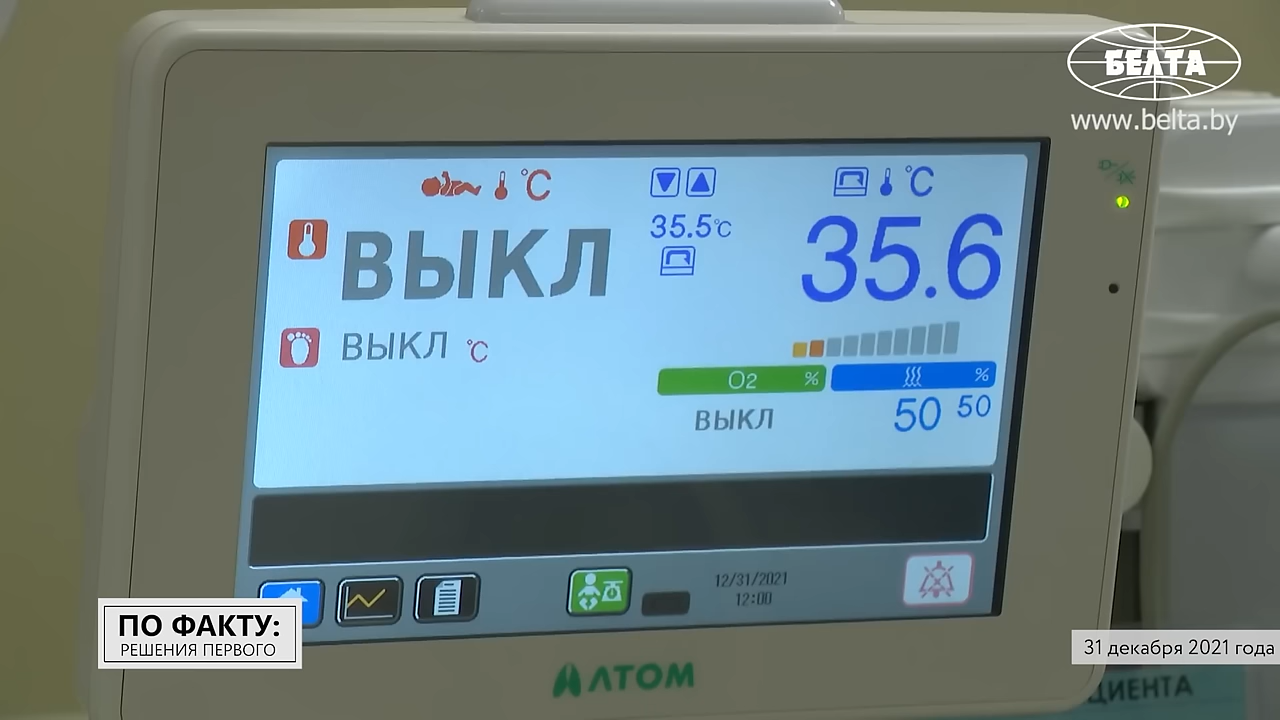 БЕЛТА
www.belta.by
°C
°C
ВЫКЛ
35.5°C
35.6
ВЫКЛ °C
O2 %
%
ВЫКЛ
50 50
12/31/2021
12:00
ATOM
ПО ФАКТУ:
РЕШЕНИЯ ПЕРВОГО
31 декабря 2021 года
ЦИЕНТА